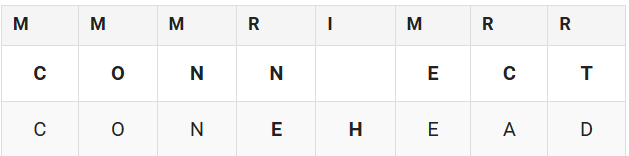 M M M R I M R R
C O N N E C T
C O N E H E A D